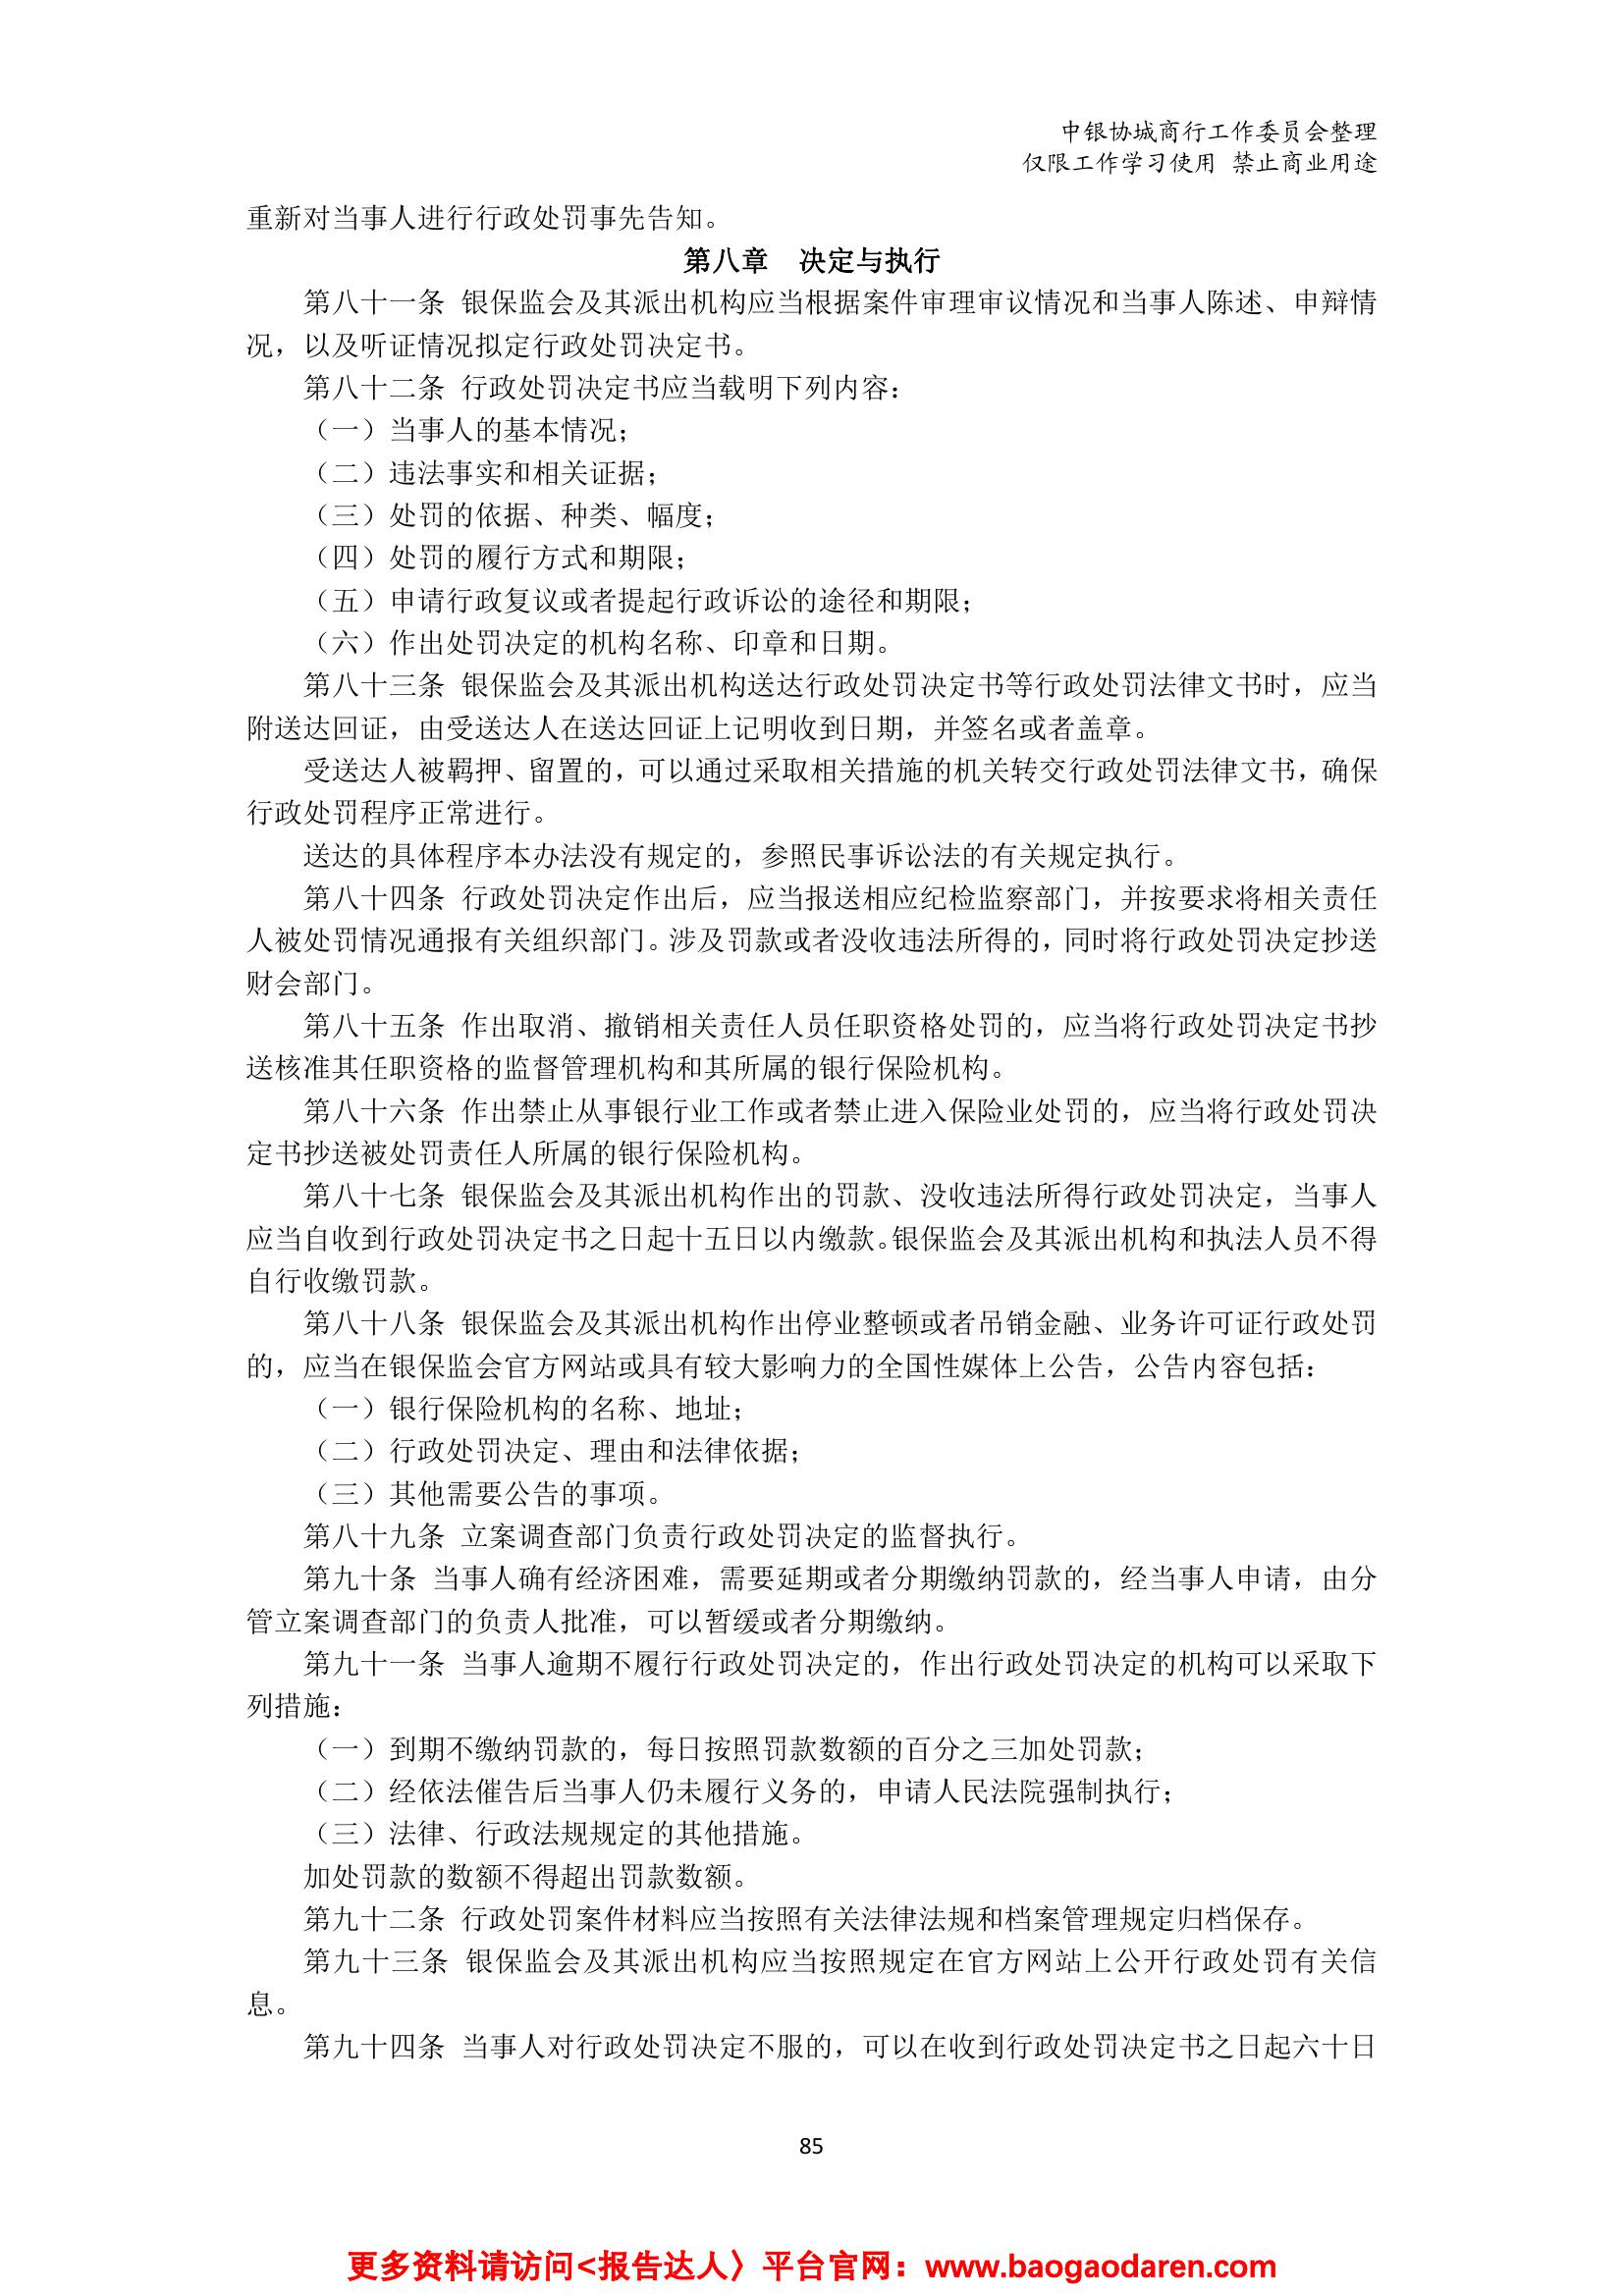 中银协城商行工作委员会整理
仅限工作学习使用 禁止商业用途
重新对当事人进行行政处罚事先告知。
第八章 决定与执行
第八十一条 银保监会及其派出机构应当根据案件审理审议情况和当事人陈述、申辩情
况，以及听证情况拟定行政处罚决定书。
第八十二条 行政处罚决定书应当载明下列内容：
（一）当事人的基本情况；
（二）违法事实和相关证据；
（三）处罚的依据、种类、幅度；
（四）处罚的履行方式和期限；
（五）申请行政复议或者提起行政诉讼的途径和期限；
（六）作出处罚决定的机构名称、印章和日期。
第八十三条 银保监会及其派出机构送达行政处罚决定书等行政处罚法律文书时，应当
附送达回证，由受送达人在送达回证上记明收到日期，并签名或者盖章。
受送达人被羁押、留置的，可以通过采取相关措施的机关转交行政处罚法律文书，确保
行政处罚程序正常进行。
送达的具体程序本办法没有规定的，参照民事诉讼法的有关规定执行。
第八十四条 行政处罚决定作出后，应当报送相应纪检监察部门，并按要求将相关责任
人被处罚情况通报有关组织部门。涉及罚款或者没收违法所得的，同时将行政处罚决定抄送
财会部门。
第八十五条 作出取消、撤销相关责任人员任职资格处罚的，应当将行政处罚决定书抄
送核准其任职资格的监督管理机构和其所属的银行保险机构。
第八十六条 作出禁止从事银行业工作或者禁止进入保险业处罚的，应当将行政处罚决
定书抄送被处罚责任人所属的银行保险机构。
第八十七条 银保监会及其派出机构作出的罚款、没收违法所得行政处罚决定，当事人
应当自收到行政处罚决定书之日起十五日以内缴款。银保监会及其派出机构和执法人员不得
自行收缴罚款。
第八十八条 银保监会及其派出机构作出停业整顿或者吊销金融、业务许可证行政处罚
的，应当在银保监会官方网站或具有较大影响力的全国性媒体上公告，公告内容包括：
（一）银行保险机构的名称、地址；
（二）行政处罚决定、理由和法律依据；
（三）其他需要公告的事项。
第八十九条 立案调查部门负责行政处罚决定的监督执行。
第九十条 当事人确有经济困难，需要延期或者分期缴纳罚款的，经当事人申请，由分
管立案调查部门的负责人批准，可以暂缓或者分期缴纳。
第九十一条 当事人逾期不履行行政处罚决定的，作出行政处罚决定的机构可以采取下
列措施：
（一）到期不缴纳罚款的，每日按照罚款数额的百分之三加处罚款；
（二）经依法催告后当事人仍未履行义务的，申请人民法院强制执行；
（三）法律、行政法规规定的其他措施。
加处罚款的数额不得超出罚款数额。
第九十二条 行政处罚案件材料应当按照有关法律法规和档案管理规定归档保存。
第九十三条 银保监会及其派出机构应当按照规定在官方网站上公开行政处罚有关信
息。
第九十四条 当事人对行政处罚决定不服的，可以在收到行政处罚决定书之日起六十日
85
更多资料请访问<报告达人〉平台官网：www.baogaodaren.com